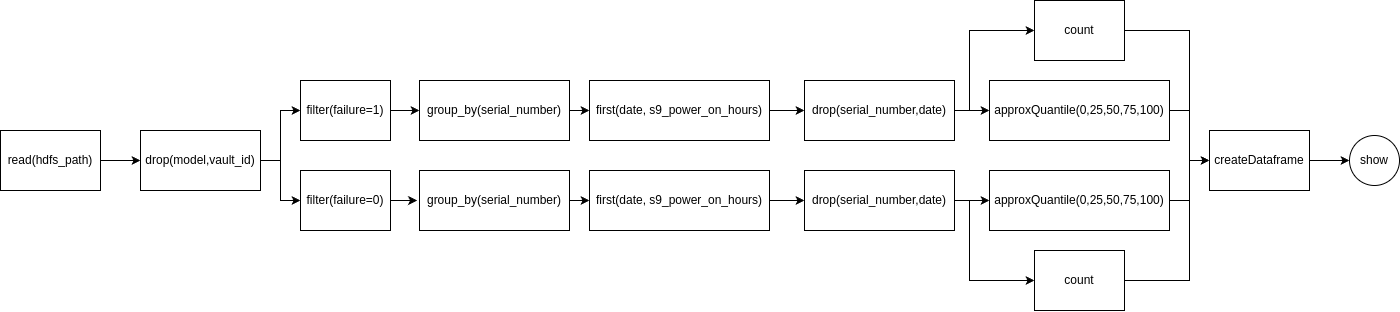 count
filter(failure=1)
group_by(serial_number)
first(date, s9_power_on_hours)
drop(serial_number,date)
approxQuantile(0,25,50,75,100)
read(hdfs_path)
drop(model,vault_id)
createDataframe
show
filter(failure=0)
group_by(serial_number)
first(date, s9_power_on_hours)
drop(serial_number,date)
approxQuantile(0,25,50,75,100)
count